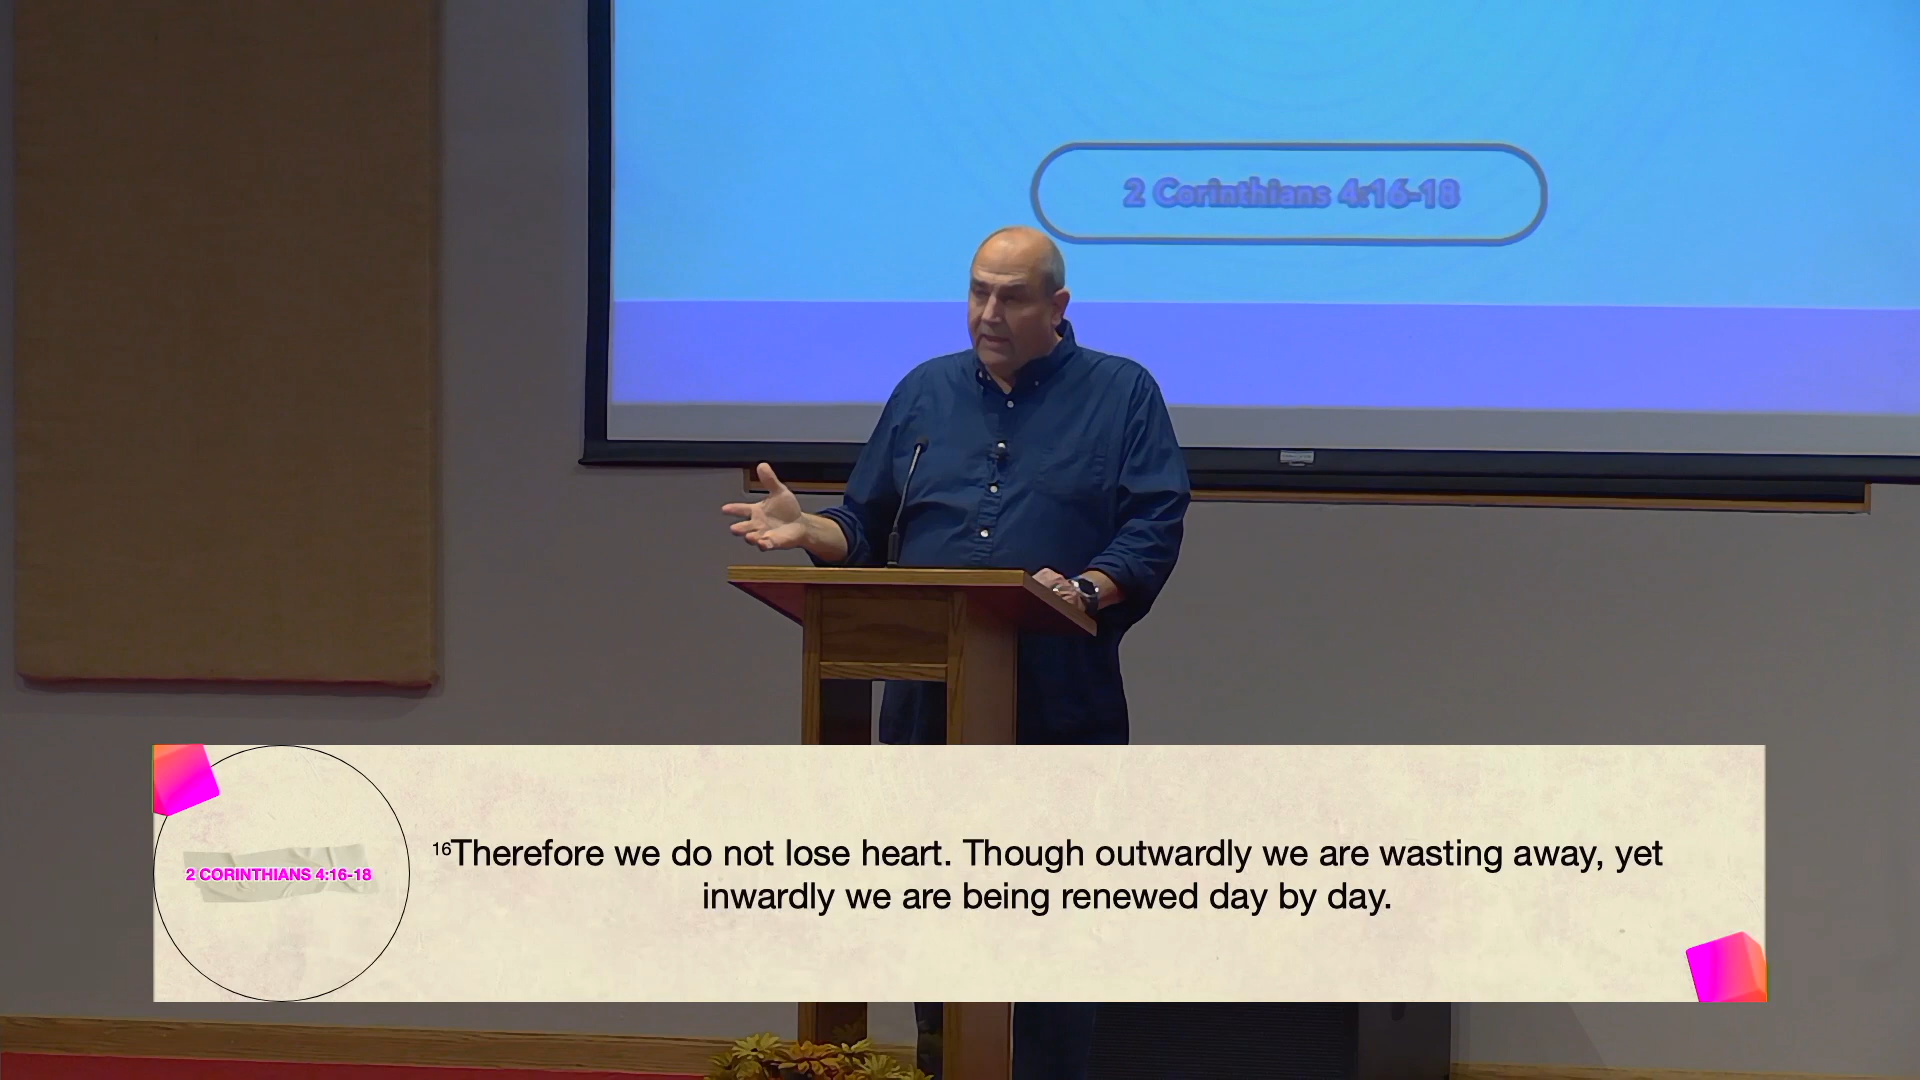 2 Corinthians 4:16-18
2 CORINTHIANS 4:16-18
16Therefore we do not lose heart. Though outwardly we are wasting away, yet
inwardly we are being renewed day by day.